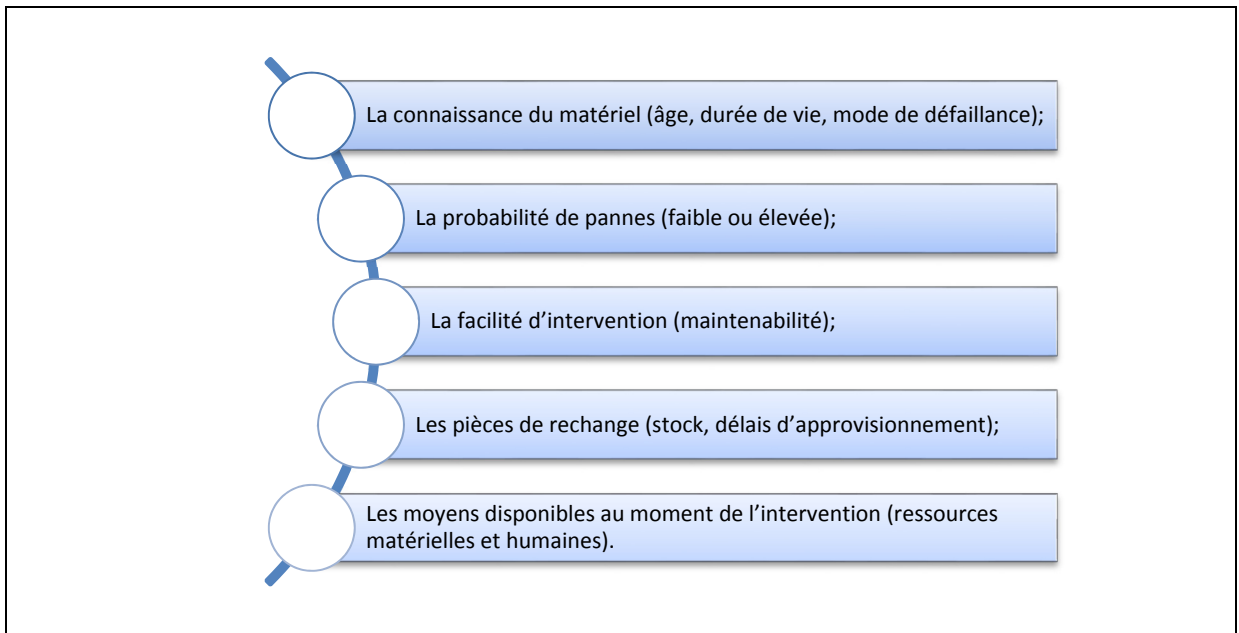 La connaissance du matériel (âge, durée de vie, mode de défaillance);
La probabilité de pannes (faible ou élevée);
La facilité d’intervention (maintenabilité);
Les pièces de rechange (stock, délais d’approvisionnement);
Les moyens disponibles au moment de l’intervention (ressources
matérielles et humaines).